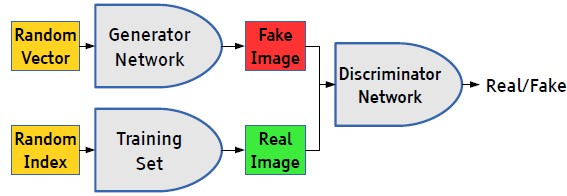 Random
Vector
Generator
Network
Fake
Image
Discriminator
Network
Real/Fake
Random
Index
Training
Set
Real
Image